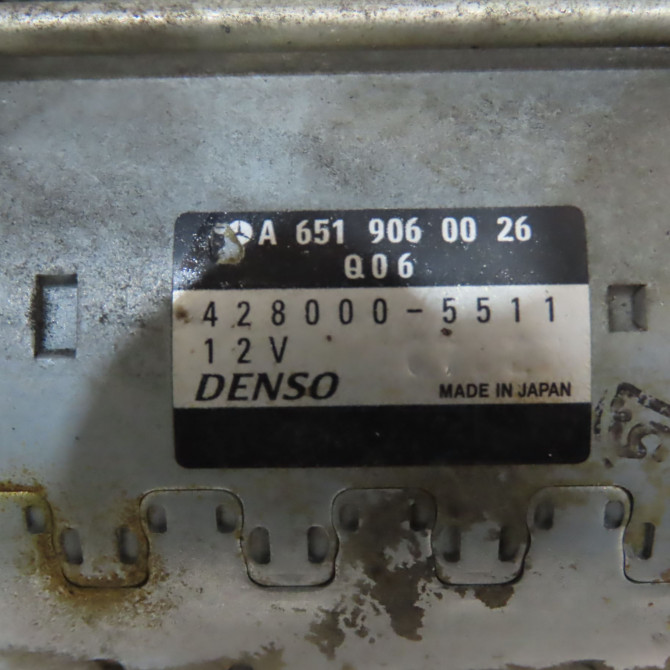 A 651 906 00 26
Q06
428000-5511
12V
DENSO MADE IN JAPAN